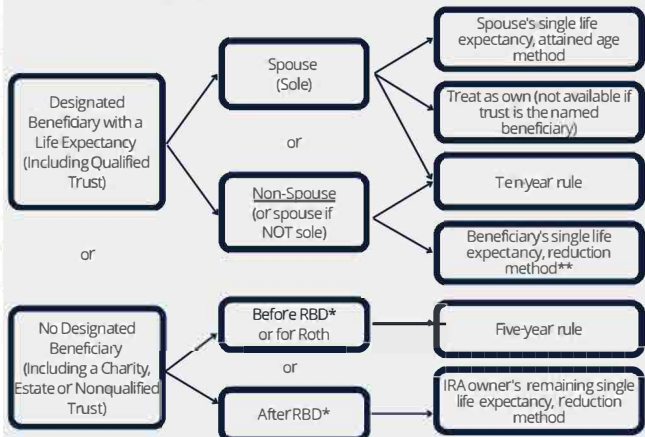 Designated
Beneficiary with a
Life Expectancy
(Including Qualified
Trust)
or
No Designated
Beneficiary
(Including a Charity,
Estate or Nonqualified
Trust)
Spouse
(Sole)
or
Non-Spouse
(or spouse if
NOT sole)
Before RBD*
or for Roth
or
After RBD*
Spouse's single life
expectancy, attained age
method
Treat as own (not available if
trust is the named
beneficiary)
Ten-year rule
Beneficiary's single life
expectancy, reduction
method**
Five-year rule
IRA owner's remaining single
life expectancy, reduction
method